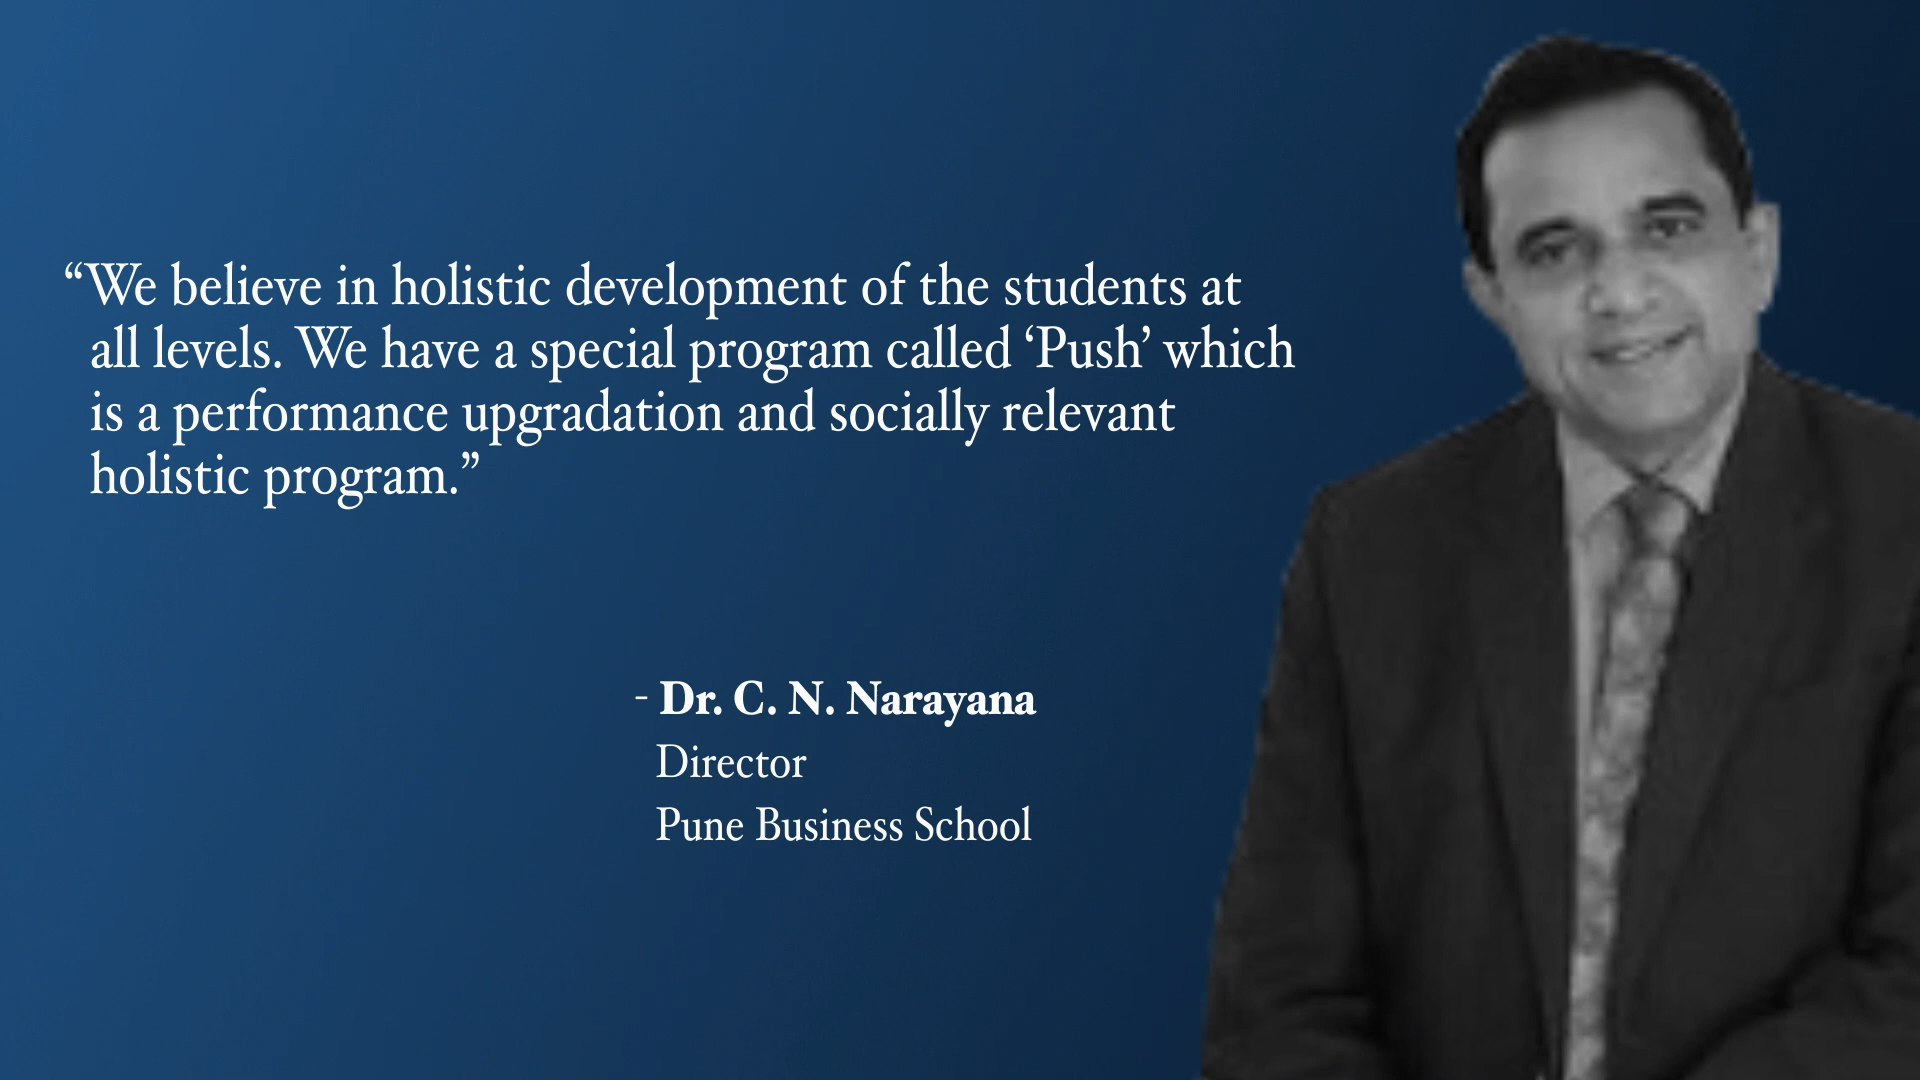 “We believe in holistic development of the students at
all levels. We have a special program called ‘Push’ which
is a performance upgradation and socially relevant
holistic program.”
- Dr. C. N. Narayana
Director
Pune Business School